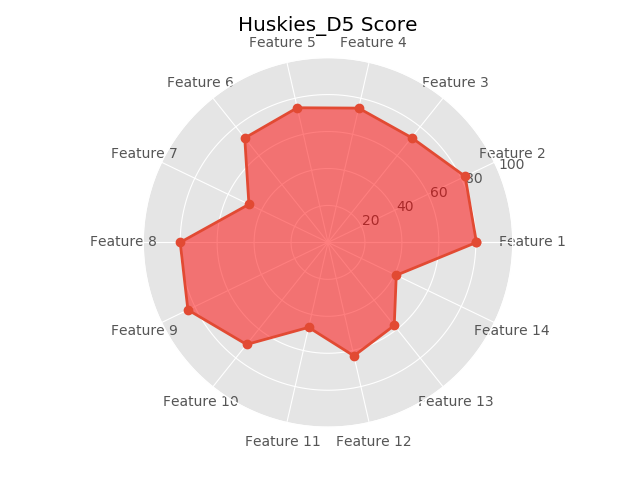 Huskies_D5 Score
Feature 5
Feature 4
Feature 6
Feature 3
Feature 7
Feature 2
100
80
60
40
20
Feature 8
Feature 1
Feature 9
Feature 14
Feature 10
Feature 13
Feature 11
Feature 12